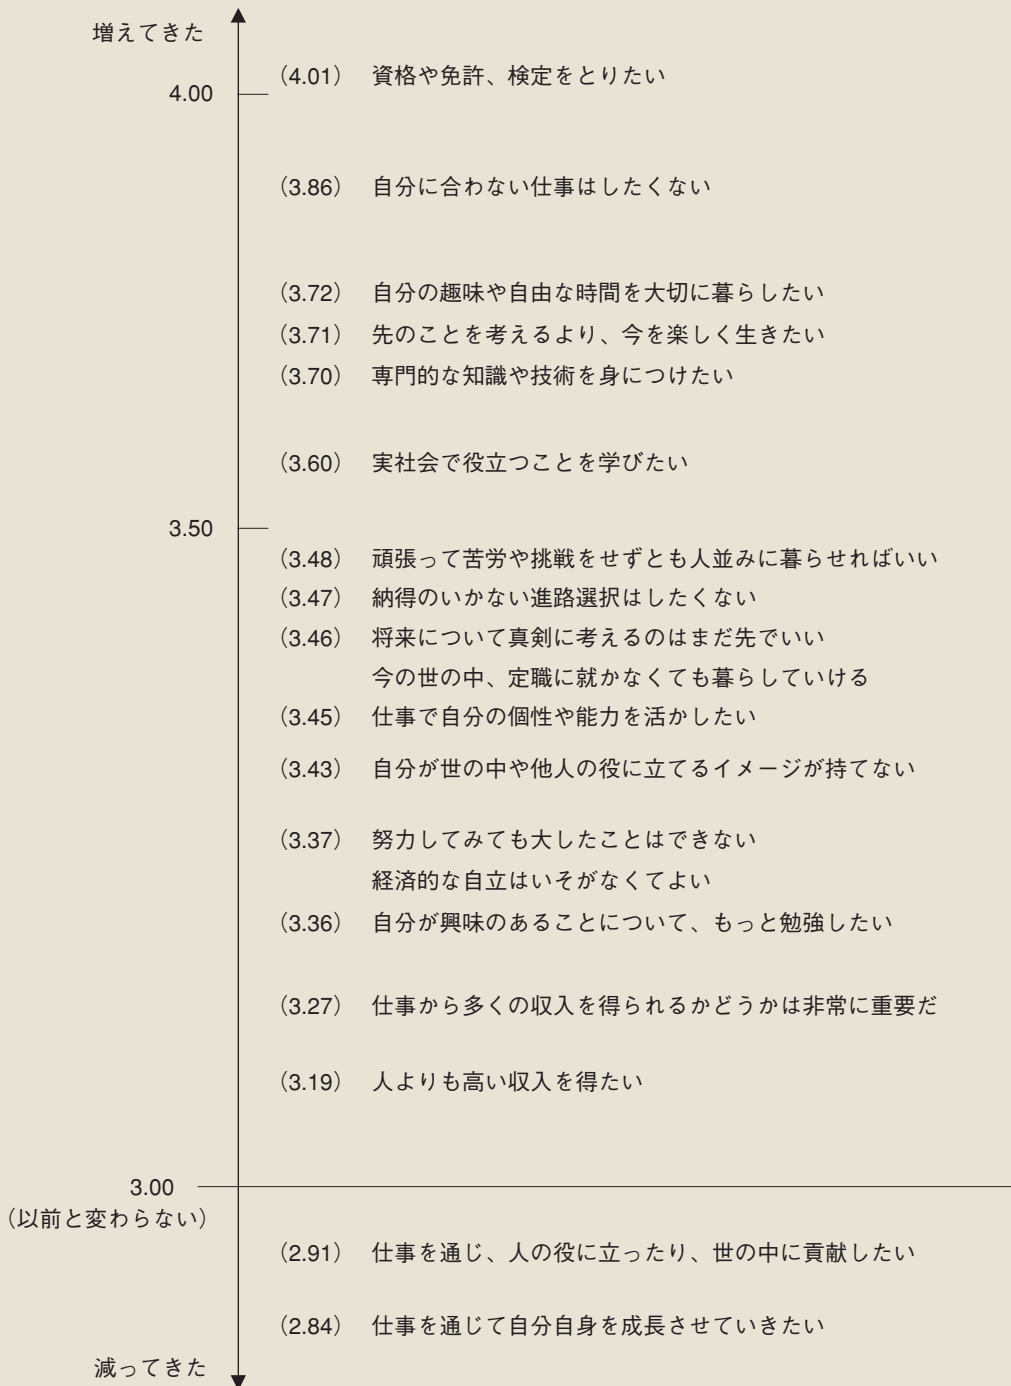 増えてきた
（4.01） 資格や免許、検定をとりたい
4.00
（3.86） 自分に合わない仕事はしたくない
（3.72） 自分の趣味や自由な時間を大切に暮らしたい
（3.71） 先のことを考えるより、今を楽しく生きたい
（3.70） 専門的な知識や技術を身につけたい
（3.60） 実社会で役立つことを学びたい
3.50
（3.48） 頑張って苦労や挑戦をせずとも人並みに暮らせればいい
（3.47） 納得のいかない進路選択はしたくない
（3.46） 将来について真剣に考えるのはまだ先でいい
今の世の中、定職に就かなくても暮らしていける
（3.45） 仕事で自分の個性や能力を活かしたい
（3.43） 自分が世の中や他人の役に立てるイメージが持てない
（3.37） 努力してみても大したことはできない
経済的な自立はいそがなくてよい
（3.36） 自分が興味のあることについて、もっと勉強したい
（3.27） 仕事から多くの収入を得られるかどうかは非常に重要だ
（3.19） 人よりも高い収入を得たい
3.00
（以前と変わらない）
（2.91） 仕事を通じ、人の役に立ったり、世の中に貢献したい
（2.84） 仕事を通じて自分自身を成長させていきたい
減ってきた